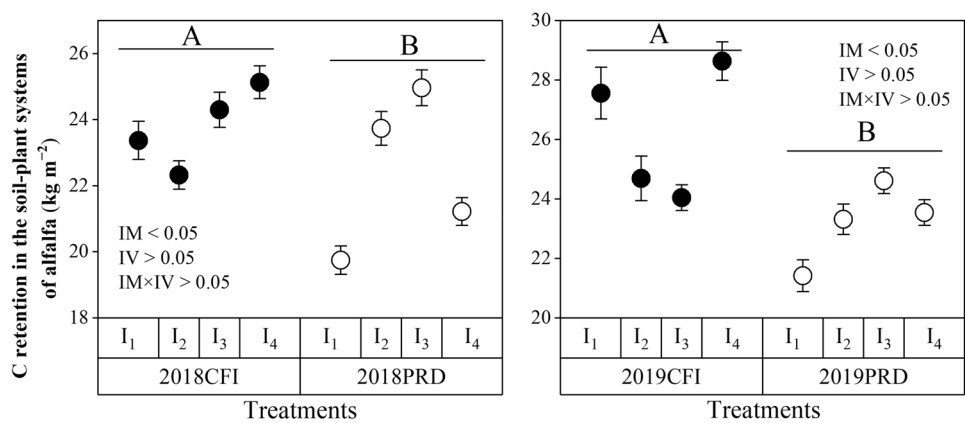 C retention in the soil-plant systems
of alfalfa (kg m⁻²)
26
24
22
20
18
A
B
IM < 0.05
IV > 0.05
IM×IV > 0.05
I₁ I₂ I₃ I₄ I₁ I₂ I₃ I₄
2018CFI 2018PRD
Treatments
30
28
26
24
22
20
A
IM < 0.05
IV > 0.05
IM×IV > 0.05
B
I₁ I₂ I₃ I₄ I₁ I₂ I₃ I₄
2019CFI 2019PRD
Treatments